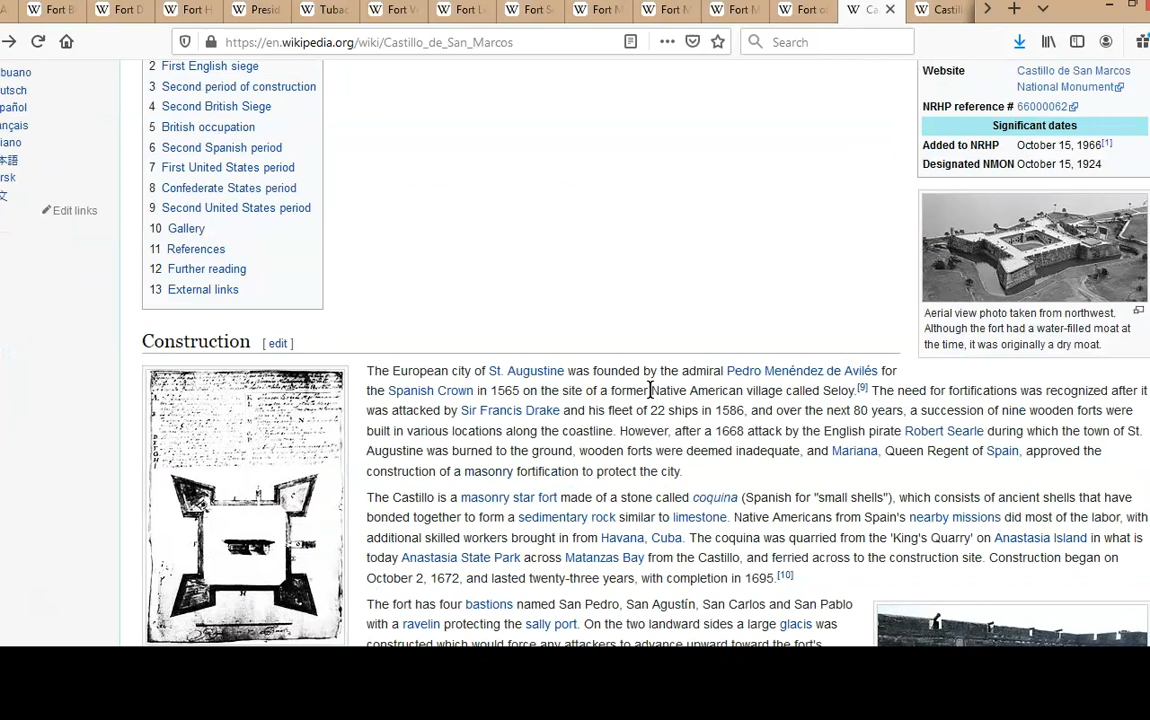 Fort B
Fort D
Fort H
Presid
Tubac
Fort V
Fort L
Fort S
Fort M
Fort M
Fort M
Fort o
Ca
Castill
https://en.wikipedia.org/wiki/Castillo_de_San_Marcos
Search
buano
utsch
pañol
ançais
iano
本語
rsk
文
Edit links
2 First English siege
3 Second period of construction
4 Second British Siege
5 British occupation
6 Second Spanish period
7 First United States period
8 Confederate States period
9 Second United States period
10 Gallery
11 References
12 Further reading
13 External links
Website Castillo de San Marcos
National Monument
NRHP reference # 66000062
Significant dates
Added to NRHP October 15, 1966[1]
Designated NMON October 15, 1924
Aerial view photo taken from northwest.
Although the fort had a water-filled moat at
the time, it was originally a dry moat.
Construction [ edit ]
The European city of St. Augustine was founded by the admiral Pedro Menéndez de Avilés for
the Spanish Crown in 1565 on the site of a former Native American village called Seloy.[9] The need for fortifications was recognized after it
was attacked by Sir Francis Drake and his fleet of 22 ships in 1586, and over the next 80 years, a succession of nine wooden forts were
built in various locations along the coastline. However, after a 1668 attack by the English pirate Robert Searle during which the town of St.
Augustine was burned to the ground, wooden forts were deemed inadequate, and Mariana, Queen Regent of Spain, approved the
construction of a masonry fortification to protect the city.
The Castillo is a masonry star fort made of a stone called coquina (Spanish for "small shells"), which consists of ancient shells that have
bonded together to form a sedimentary rock similar to limestone. Native Americans from Spain's nearby missions did most of the labor, with
additional skilled workers brought in from Havana, Cuba. The coquina was quarried from the 'King's Quarry' on Anastasia Island in what is
today Anastasia State Park across Matanzas Bay from the Castillo, and ferried across to the construction site. Construction began on
October 2, 1672, and lasted twenty-three years, with completion in 1695.[10]
The fort has four bastions named San Pedro, San Agustín, San Carlos and San Pablo
with a ravelin protecting the sally port. On the two landward sides a large glacis was
constructed which would force any attackers to advance upward toward the fort's